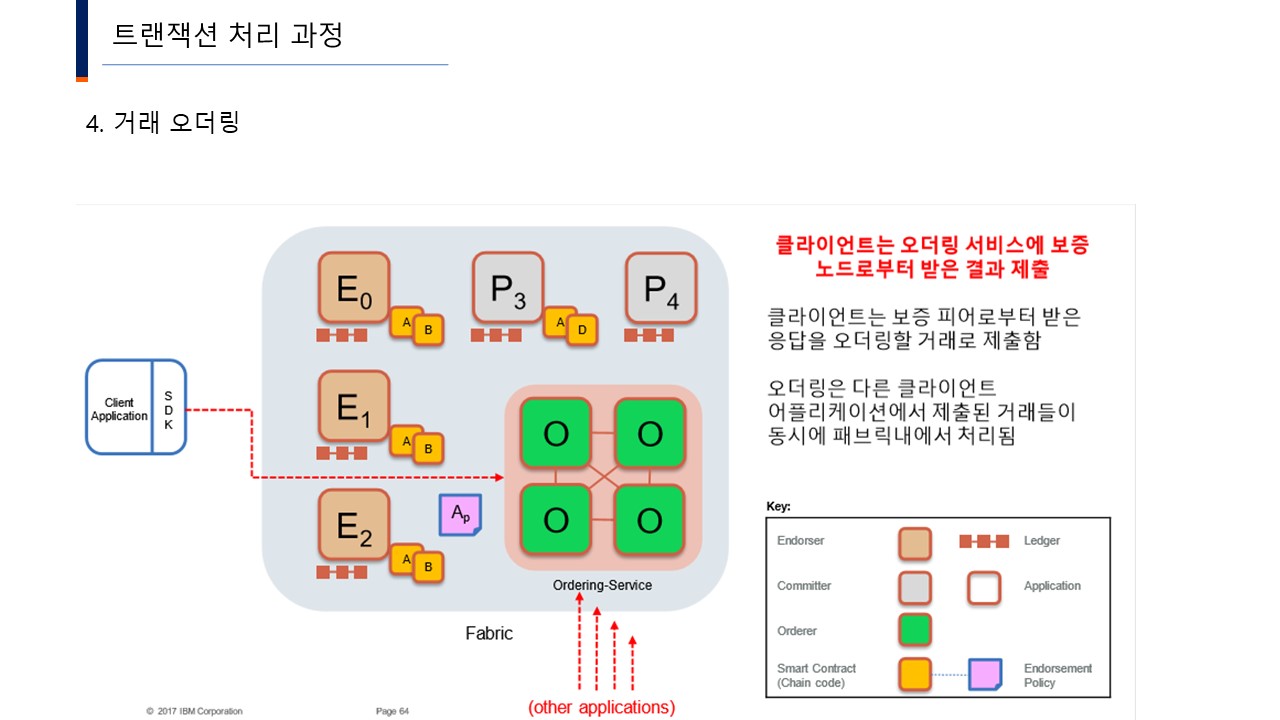 트랜잭션 처리 과정
4. 거래 오더링
클라이언트는 오더링 서비스에 보증
노드로부터 받은 결과 제출
클라이언트는 보증 피어로부터 받은
응답을 오더링할 거래로 제출함
오더링은 다른 클라이언트
어플리케이션에서 제출된 거래들이
동시에 패브릭내에서 처리됨
E0
A
B
P3
A
D
P4
Client
Application
S
D
K
E1
A
B
E2
A
B
Ap
O
O
O
O
Ordering-Service
Fabric
(other applications)
Key:
Endorser
Ledger
Committer
Application
Orderer
Smart Contract
(Chain code)
Endorsement
Policy
© 2017 IBM Corporation
Page 64